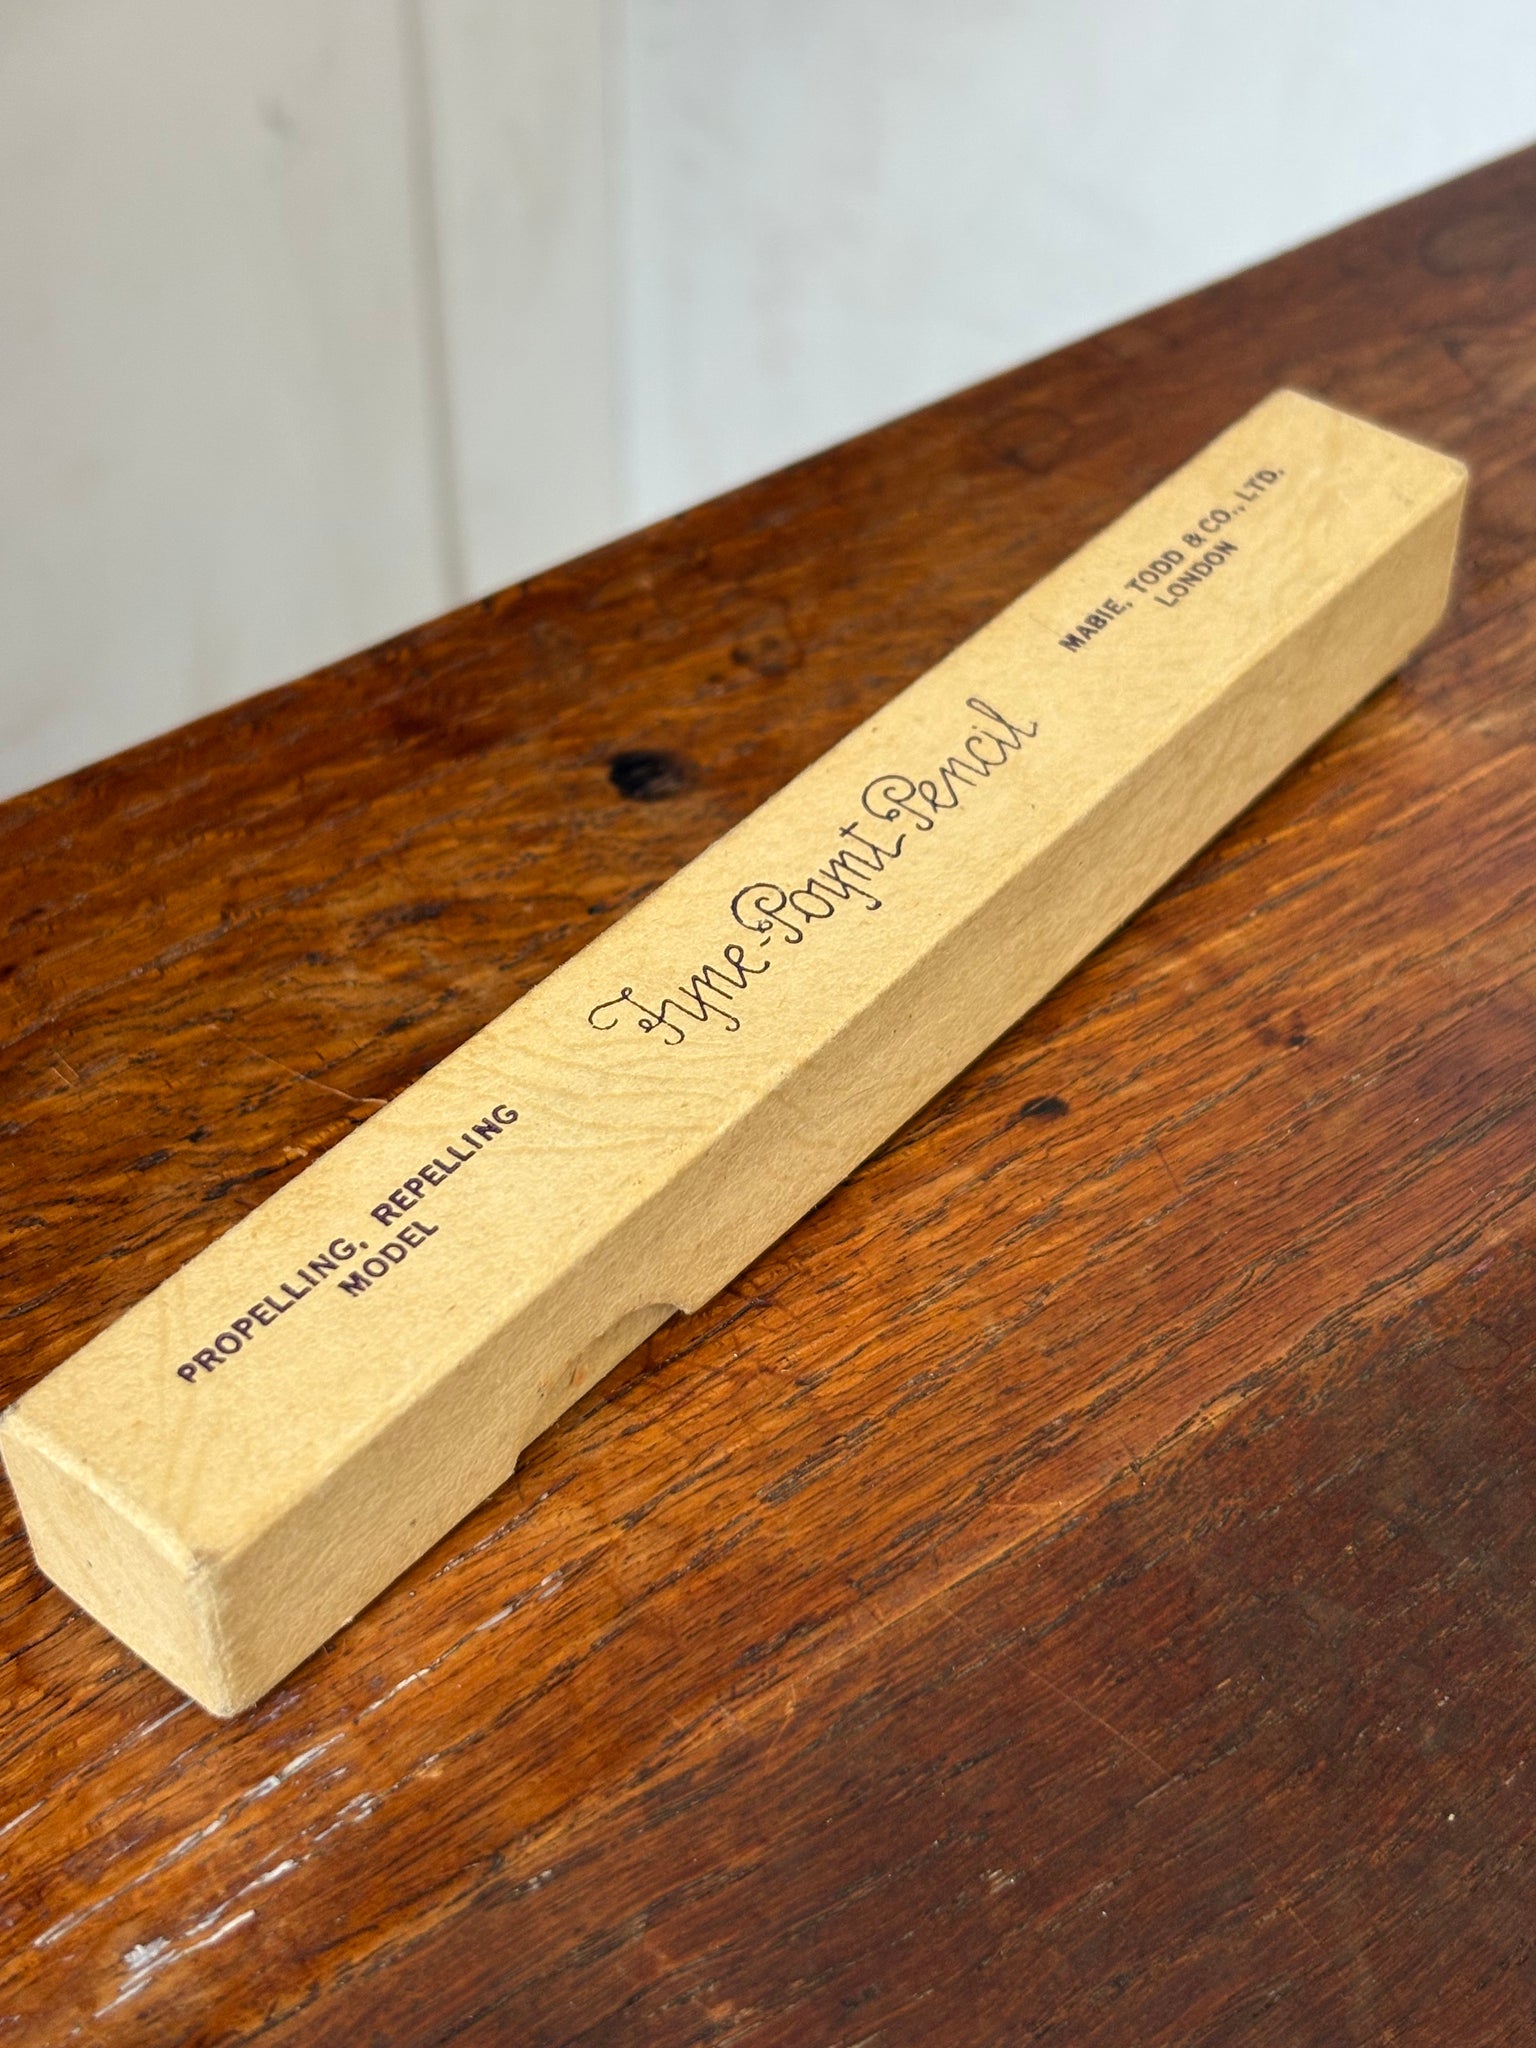 PROPELLING, REPELLING
MODEL
Fyne-Poynt-Pencil
MABIE, TODD & CO., LTD.
LONDON